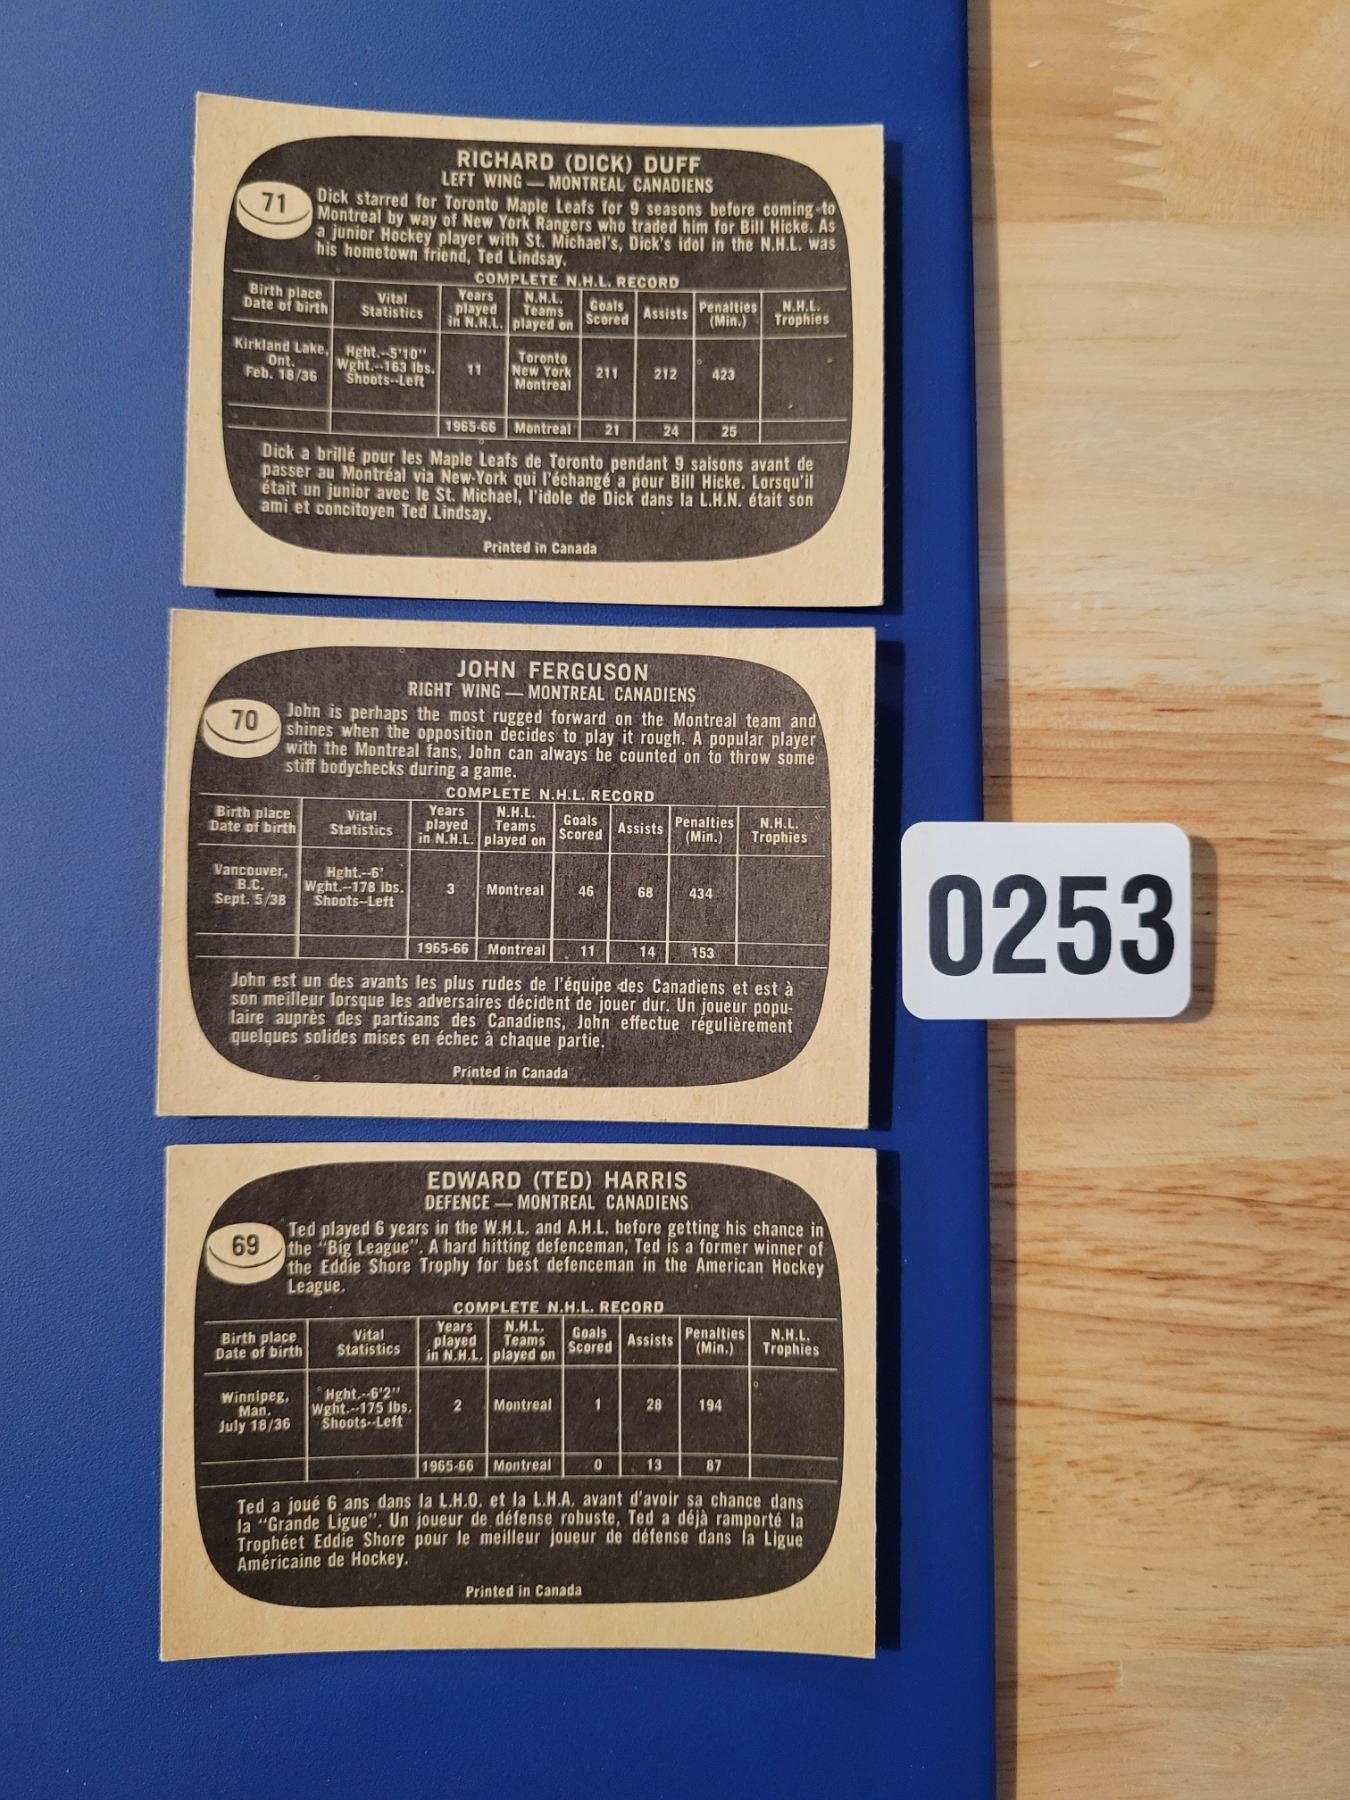 RICHARD (DICK) DUFF
LEFT WING — MONTREAL CANADIENS
71
Dick starred for Toronto Maple Leafs for 9 seasons before coming to
Montreal by way of New York Rangers who traded him for Bill Hicke. As
a junior Hockey player with St. Michael's, Dick's idol in the N.H.L. was
his hometown friend, Ted Lindsay.
COMPLETE N.H.L. RECORD
Birth place
Date of birth
Vital
Statistics
Years
played
in N.H.L.
N.H.L.
Teams
played on
Goals
Scored
Assists
Penalties
(Min.)
N.H.L.
Trophies
Kirkland Lake,
Ont.
Feb. 18/36
Hght.--5'10"
Wght.--163 lbs.
Shoots--Left
11
Toronto
New York
Montreal
211
212
423
1965-66
Montreal
21
24
25
Dick a brillé pour les Maple Leafs de Toronto pendant 9 saisons avant de
passer au Montréal via New-York qui l'échangé a pour Bill Hicke. Lorsqu'il
était un junior avec le St. Michael, l'idole de Dick dans la L.H.N. était son
ami et concitoyen Ted Lindsay.
Printed in Canada
JOHN FERGUSON
RIGHT WING — MONTREAL CANADIENS
70
John is perhaps the most rugged forward on the Montreal team and
shines when the opposition decides to play it rough. A popular player
with the Montreal fans, John can always be counted on to throw some
stiff bodychecks during a game.
COMPLETE N.H.L. RECORD
Birth place
Date of birth
Vital
Statistics
Years
played
in N.H.L.
N.H.L.
Teams
played on
Goals
Scored
Assists
Penalties
(Min.)
N.H.L.
Trophies
Vancouver,
B.C.
Sept. 5/38
Hght.--6'
Wght.--178 lbs.
Shoots--Left
3
Montreal
46
68
434
1965-66
Montreal
11
14
153
John est un des avants les plus rudes de l'équipe des Canadiens et est à
son meilleur lorsque les adversaires décident de jouer dur. Un joueur popu-
laire auprès des partisans des Canadiens, John effectue régulièrement
quelques solides mises en échec à chaque partie.
Printed in Canada
0253
EDWARD (TED) HARRIS
DEFENCE — MONTREAL CANADIENS
69
Ted played 6 years in the W.H.L. and A.H.L. before getting his chance in
the "Big League". A hard hitting defenceman, Ted is a former winner of
the Eddie Shore Trophy for best defenceman in the American Hockey
League.
COMPLETE N.H.L. RECORD
Birth place
Date of birth
Vital
Statistics
Years
played
in N.H.L.
N.H.L.
Teams
played on
Goals
Scored
Assists
Penalties
(Min.)
N.H.L.
Trophies
Winnipeg,
Man.
July 18/36
Hght.--6'2"
Wght.--175 lbs.
Shoots--Left
2
Montreal
1
28
194
1965-66
Montreal
0
13
87
Ted a joué 6 ans dans la L.H.O. et la L.H.A. avant d'avoir sa chance dans
la "Grande Ligue". Un joueur de défense robuste, Ted a déjà ramporté la
Trophéet Eddie Shore pour le meilleur joueur de défense dans la Ligue
Américaine de Hockey.
Printed in Canada